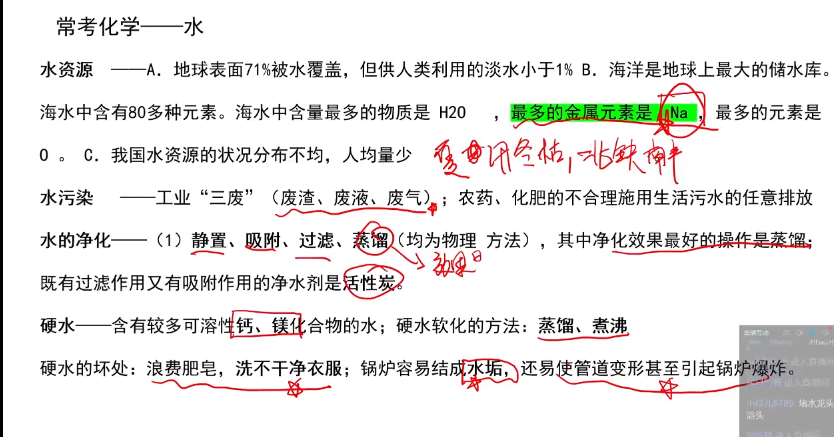 常考化学——水
水资源 ——A．地球表面71%被水覆盖，但供人类利用的淡水小于1% B．海洋是地球上最大的储水库。
海水中含有80多种元素。海水中含量最多的物质是 H2O ，最多的金属元素是 Na ，最多的元素是
O 。 C．我国水资源的状况分布不均，人均量少
夏用冬枯，北缺南丰
水污染 ——工业“三废”（废渣、废液、废气）；农药、化肥的不合理施用生活污水的任意排放
水的净化——（1）静置、吸附、过滤、蒸馏（均为物理 方法），其中净化效果最好的操作是蒸馏；
效果
既有过滤作用又有吸附作用的净水剂是活性炭。
硬水——含有较多可溶性钙、镁化合物的水；硬水软化的方法：蒸馏、煮沸
硬水的坏处：浪费肥皂，洗不干净衣服；锅炉容易结成水垢，还易使管道变形甚至引起锅炉爆炸。